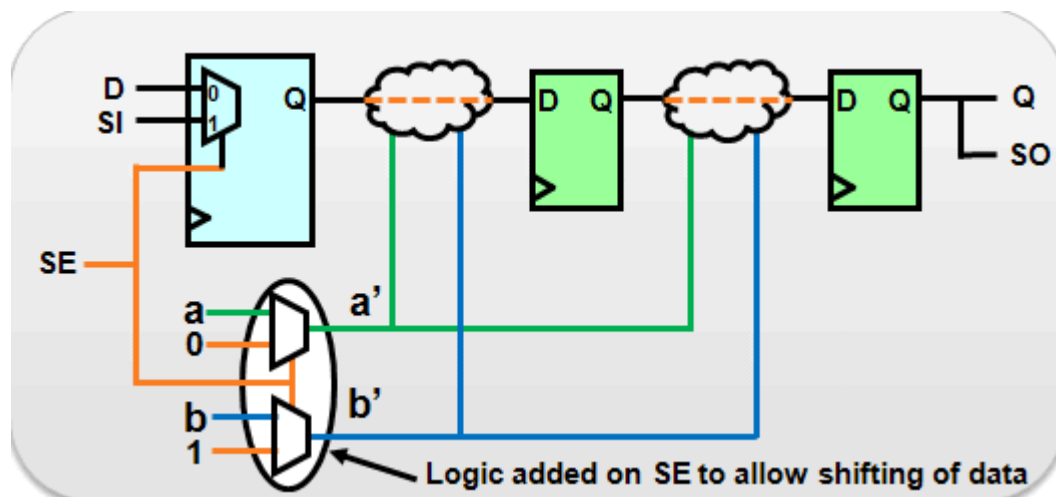 D
SI
0
1
Q
D Q
D Q
Q
SO
SE
a
0
a’
b
1
b’
Logic added on SE to allow shifting of data